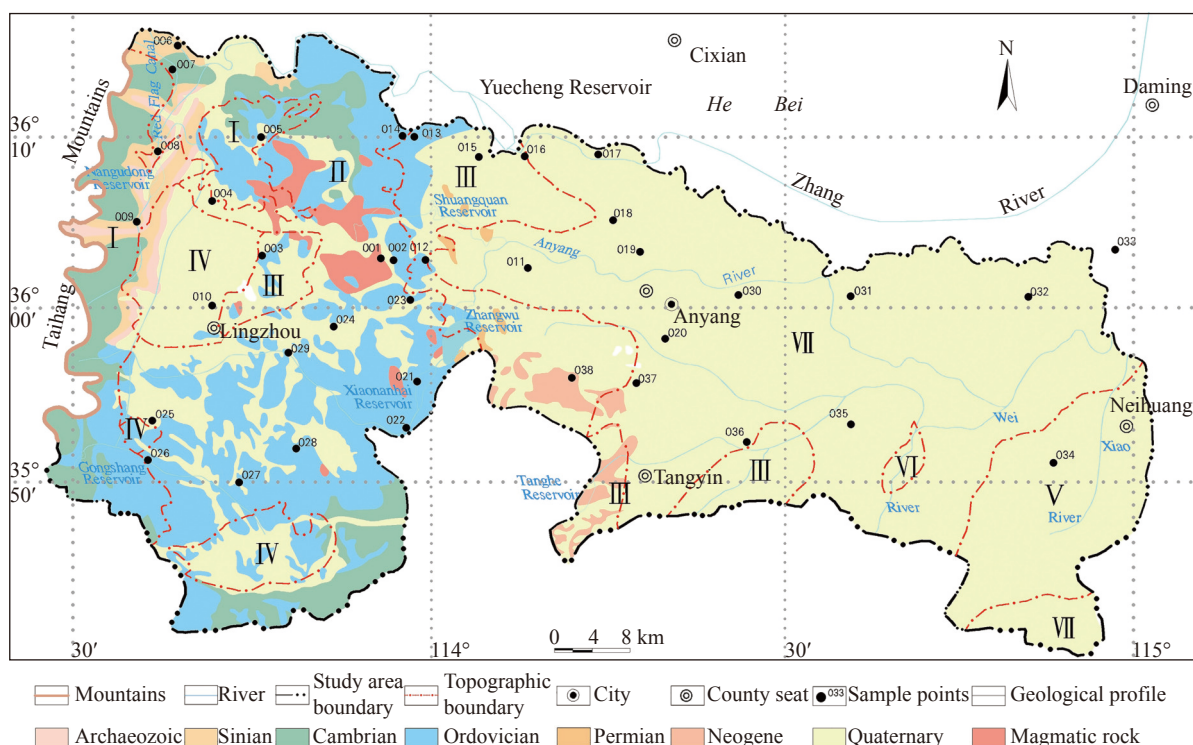 006
Cixian
N
Red Flag Canal
007
Yuecheng Reservoir
He Bei
Daming
Mountains
36°
10′
I
005
014
013
008
II
015
016
017
III
Nangudong
Reservoir
Zhang
River
004
Shuangquan
Reservoir
009
018
I
Anyang
River
033
IV
003
001
002
012
011
019
III
010
023
030
031
032
36°
00′
Taihang
Lingzhou
024
Zhangwu
Reservoir
Anyang
020
VII
029
021
Xiaonanhai
Reservoir
038
037
Neihuang
025
IV
022
035
Wei
Xiao
026
028
036
034
35°
50′
Gongshang
Reservoir
027
Tanghe
Reservoir
Tangyin
III
III
VI
River
V
River
IV
VII
30′
114°
0 4 8 km
30′
115°
Mountains
River
Study area
boundary
Topographic
boundary
City
County seat
033
Sample points
Geological profile
Archaeozoic
Sinian
Cambrian
Ordovician
Permian
Neogene
Quaternary
Magmatic rock